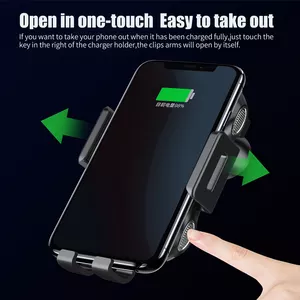 Open in one-touch Easy to take out
If you want to take your phone out when it has been charged fully,just touch the
key in the right of the charger holder,the clips arms will open by itself.